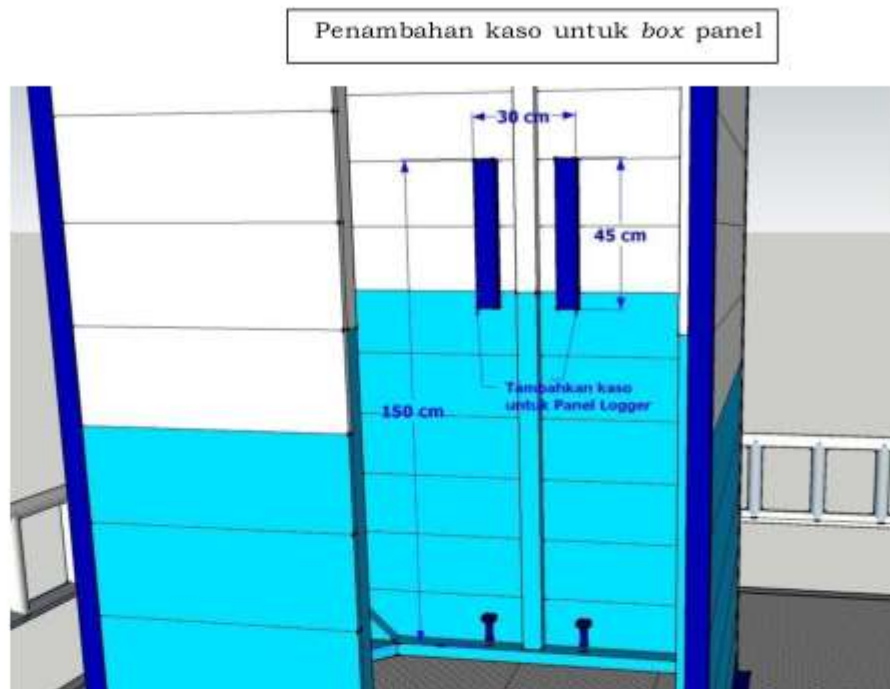 Penambahan kaso untuk box panel
30 cm
45 cm
Tambahkan kaso
untuk Panel Logger
150 cm